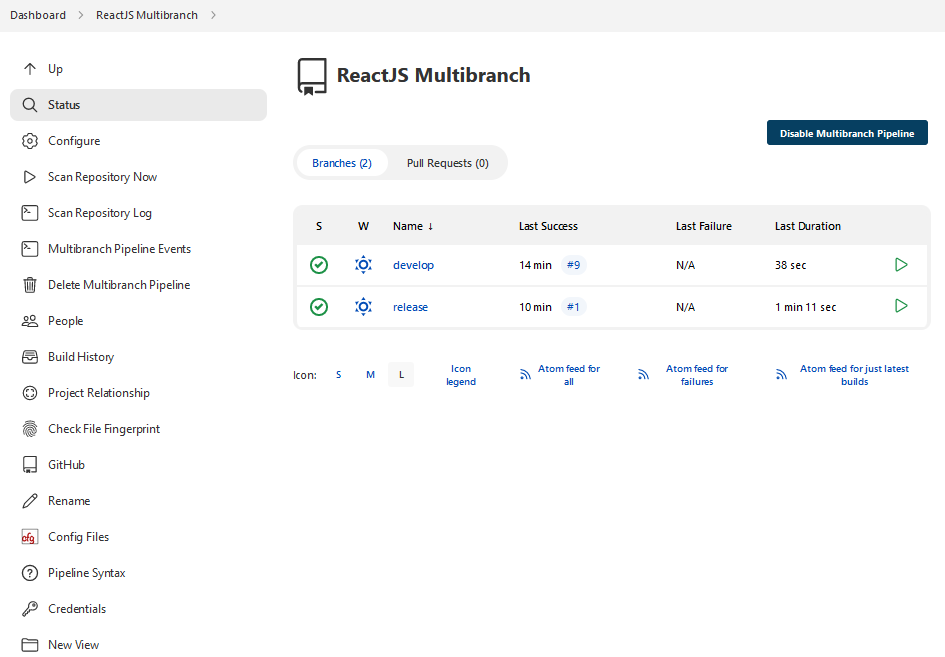 Dashboard ReactJS Multibranch
Up
Status
Configure
Scan Repository Now
Scan Repository Log
Multibranch Pipeline Events
Delete Multibranch Pipeline
People
Build History
Project Relationship
Check File Fingerprint
GitHub
Rename
cfg Config Files
Pipeline Syntax
Credentials
New View
ReactJS Multibranch
Disable Multibranch Pipeline
Branches (2) Pull Requests (0)
S W Name ↓ Last Success Last Failure Last Duration
develop 14 min #9 N/A 38 sec
release 10 min #1 N/A 1 min 11 sec
Icon: S M L
Icon
legend
Atom feed for
all
Atom feed for
failures
Atom feed for just latest
builds